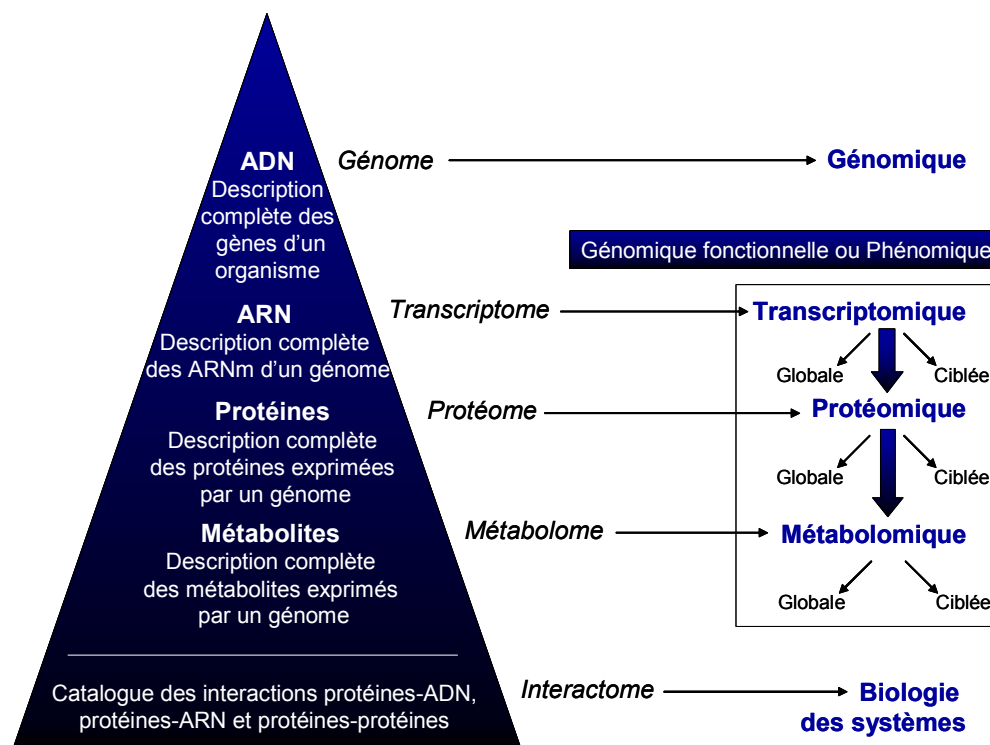 ADN
Description
complète des
gènes d’un
organisme
Génome
Génomique
Génomique fonctionnelle ou Phénomique
ARN
Description complète
des ARNm d’un génome
Transcriptome
Transcriptomique
Globale
Ciblée
Protéines
Description complète
des protéines exprimées
par un génome
Protéome
Protéomique
Globale
Ciblée
Métabolites
Description complète
des métabolites exprimés
par un génome
Métabolome
Métabolomique
Globale
Ciblée
Catalogue des interactions protéines-ADN,
protéines-ARN et protéines-protéines
Interactome
Biologie
des systèmes